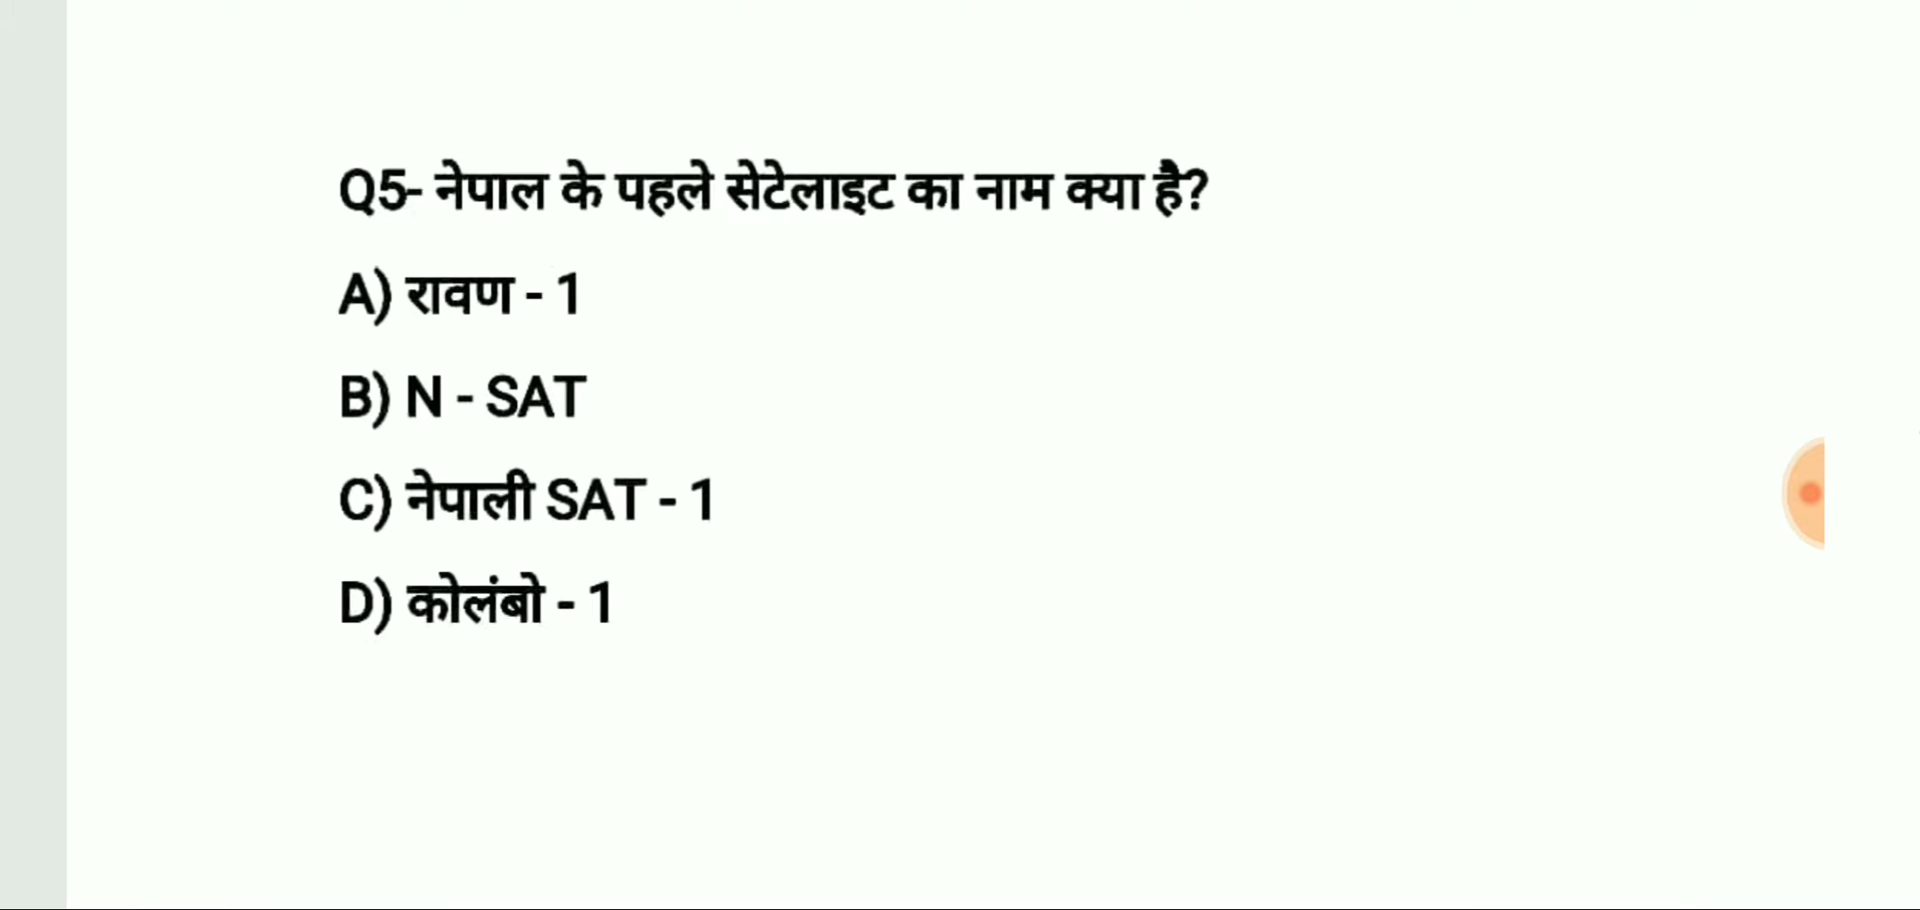 Q5- नेपाल के पहले सेटेलाइट का नाम क्या है?
A) रावण - 1
B) N - SAT
C) नेपाली SAT - 1
D) कोलंबो - 1